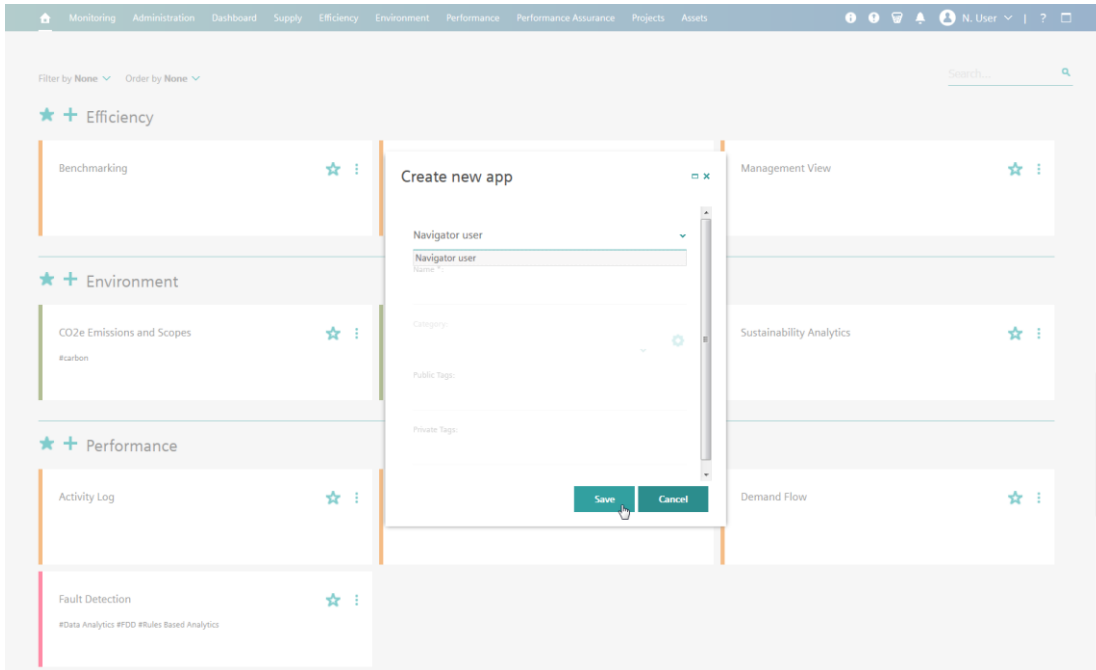 Monitoring Administration Dashboard Supply Efficiency Environment Performance Performance Assurance Projects Assets N. User | ?
Filter by None Order by None Search...
Efficiency
Benchmarking
Management View
Environment
CO2e Emissions and Scopes
#carbon
Sustainability Analytics
Performance
Activity Log
Demand Flow
Fault Detection
#Data Analytics #FDD #Rules Based Analytics
Create new app
Navigator user
Navigator user
Name *:
Category:
Public Tags:
Private Tags:
Save Cancel